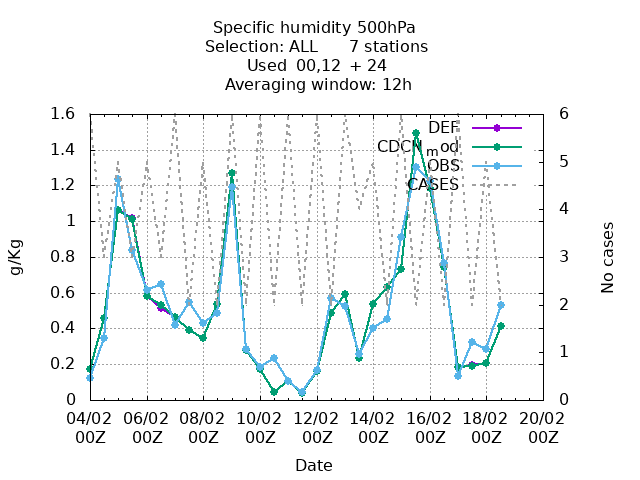 Specific humidity 500hPa
Selection: ALL 7 stations
Used 00,12 + 24
Averaging window: 12h
1.6
1.4
1.2
1
0.8
0.6
0.4
0.2
0
g/Kg
6
5
4
3
2
1
0
No cases
DEF
CDCN_mod
OBS
CASES
04/02 06/02 08/02 10/02 12/02 14/02 16/02 18/02 20/02
00Z 00Z 00Z 00Z 00Z 00Z 00Z 00Z 00Z
Date